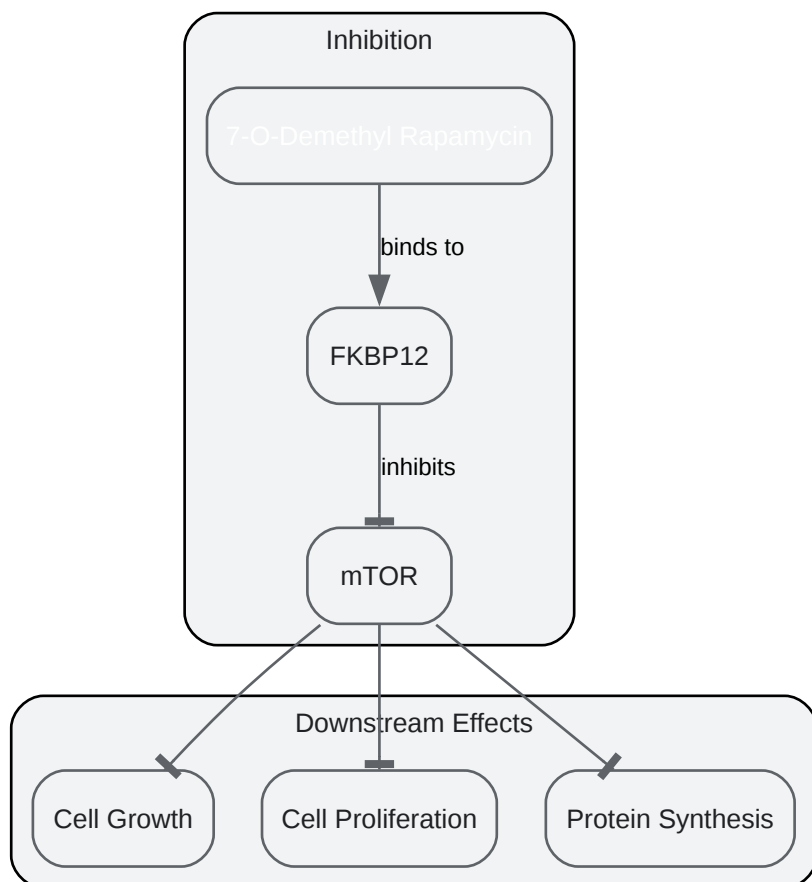 Inhibition
7-O-Demethyl Rapamycin
binds to
FKBP12
inhibits
mTOR
Downstream Effects
Cell Growth
Cell Proliferation
Protein Synthesis